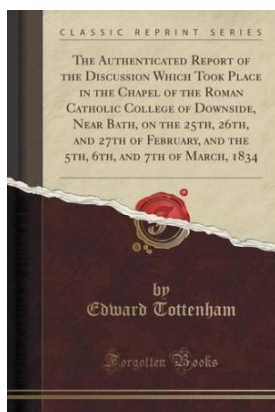 CLASSIC REPRINT SERIES
THE AUTHENTICATED REPORT OF
THE DISCUSSION WHICH TOOK PLACE
IN THE CHAPEL OF THE ROMAN
CATHOLIC COLLEGE OF DOWNSIDE,
NEAR BATH, ON THE 25TH, 26TH,
AND 27TH OF FEBRUARY, AND THE
5TH, 6TH, AND 7TH OF MARCH, 1834
by
Edward Tottenham
Forgotten Books